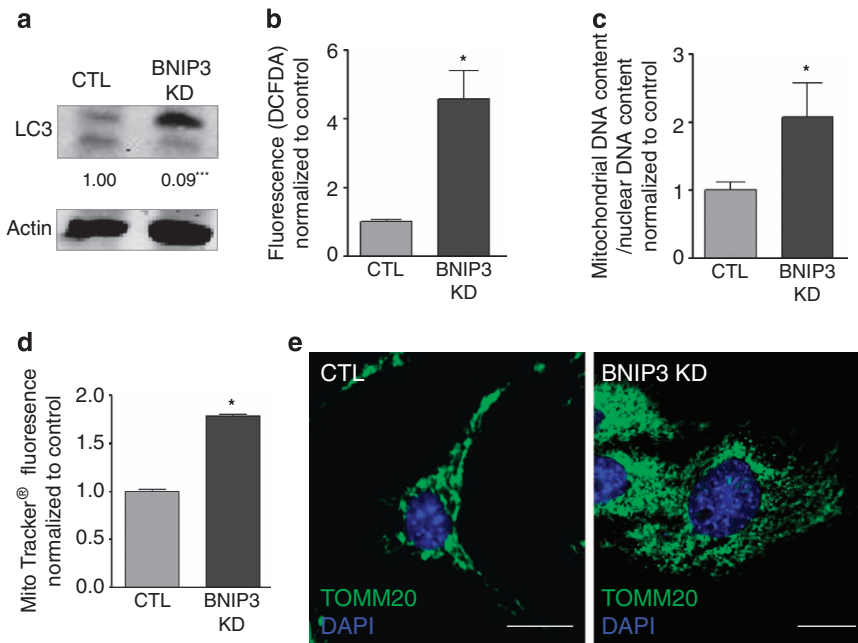 a
CTL
BNIP3
KD
LC3
1.00
0.09***
Actin
b
Fluorescence (DCFDA)
normalized to control
6
4
2
0
*
CTL
BNIP3
KD
c
Mitochondrial DNA content
/nuclear DNA content
normalized to control
3
2
1
0
*
CTL
BNIP3
KD
d
Mito Tracker® fluoresence
normalized to control
2.0
1.5
1.0
0.5
0.0
*
CTL
BNIP3
KD
e
CTL
TOMM20
DAPI
BNIP3 KD
TOMM20
DAPI